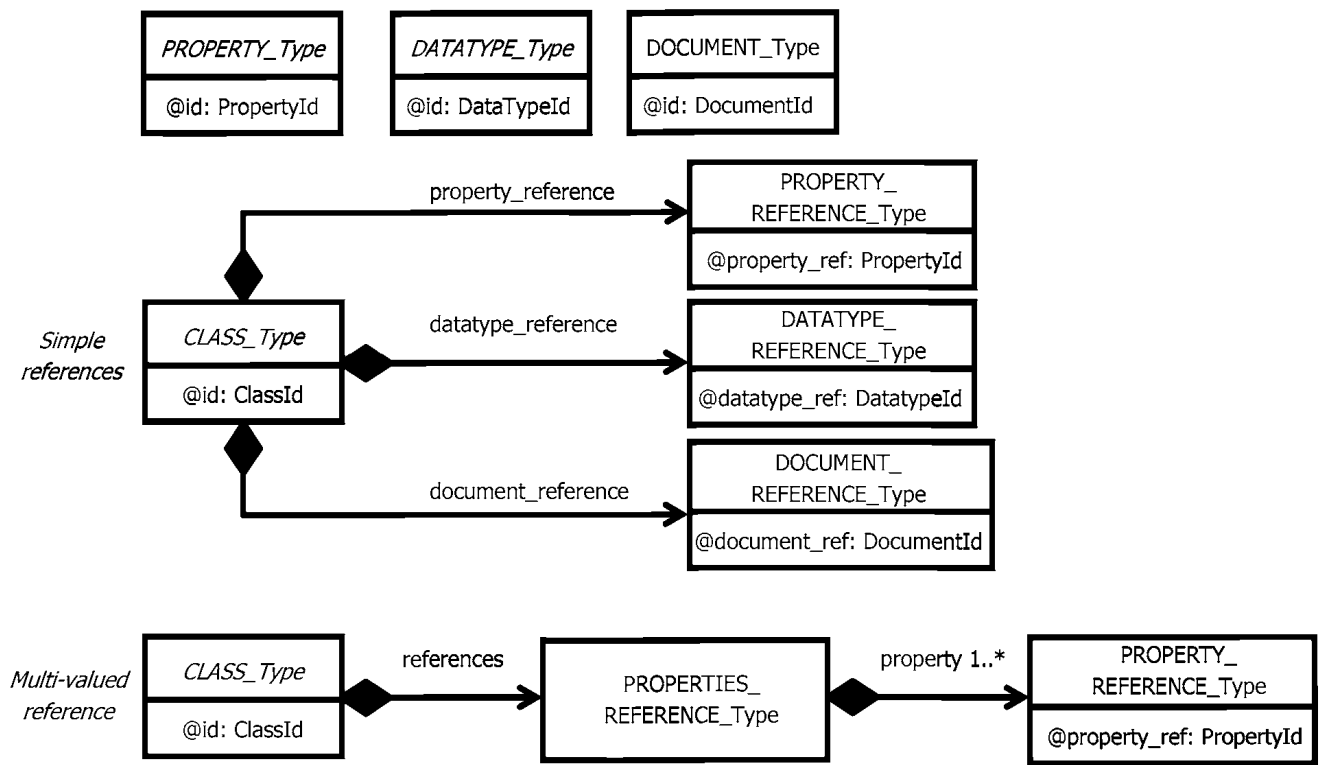 PROPERTY_Type
@id: PropertyId
DATATYPE_Type
@id: DataTypeId
DOCUMENT_Type
@id: DocumentId
Simple
references
CLASS_Type
@id: ClassId
property_reference
PROPERTY_
REFERENCE_Type
@property_ref: PropertyId
datatype_reference
DATATYPE_
REFERENCE_Type
@datatype_ref: DatatypeId
document_reference
DOCUMENT_
REFERENCE_Type
@document_ref: DocumentId
Multi-valued
reference
CLASS_Type
@id: ClassId
references
PROPERTIES_
REFERENCE_Type
property 1..*
PROPERTY_
REFERENCE_Type
@property_ref: PropertyId